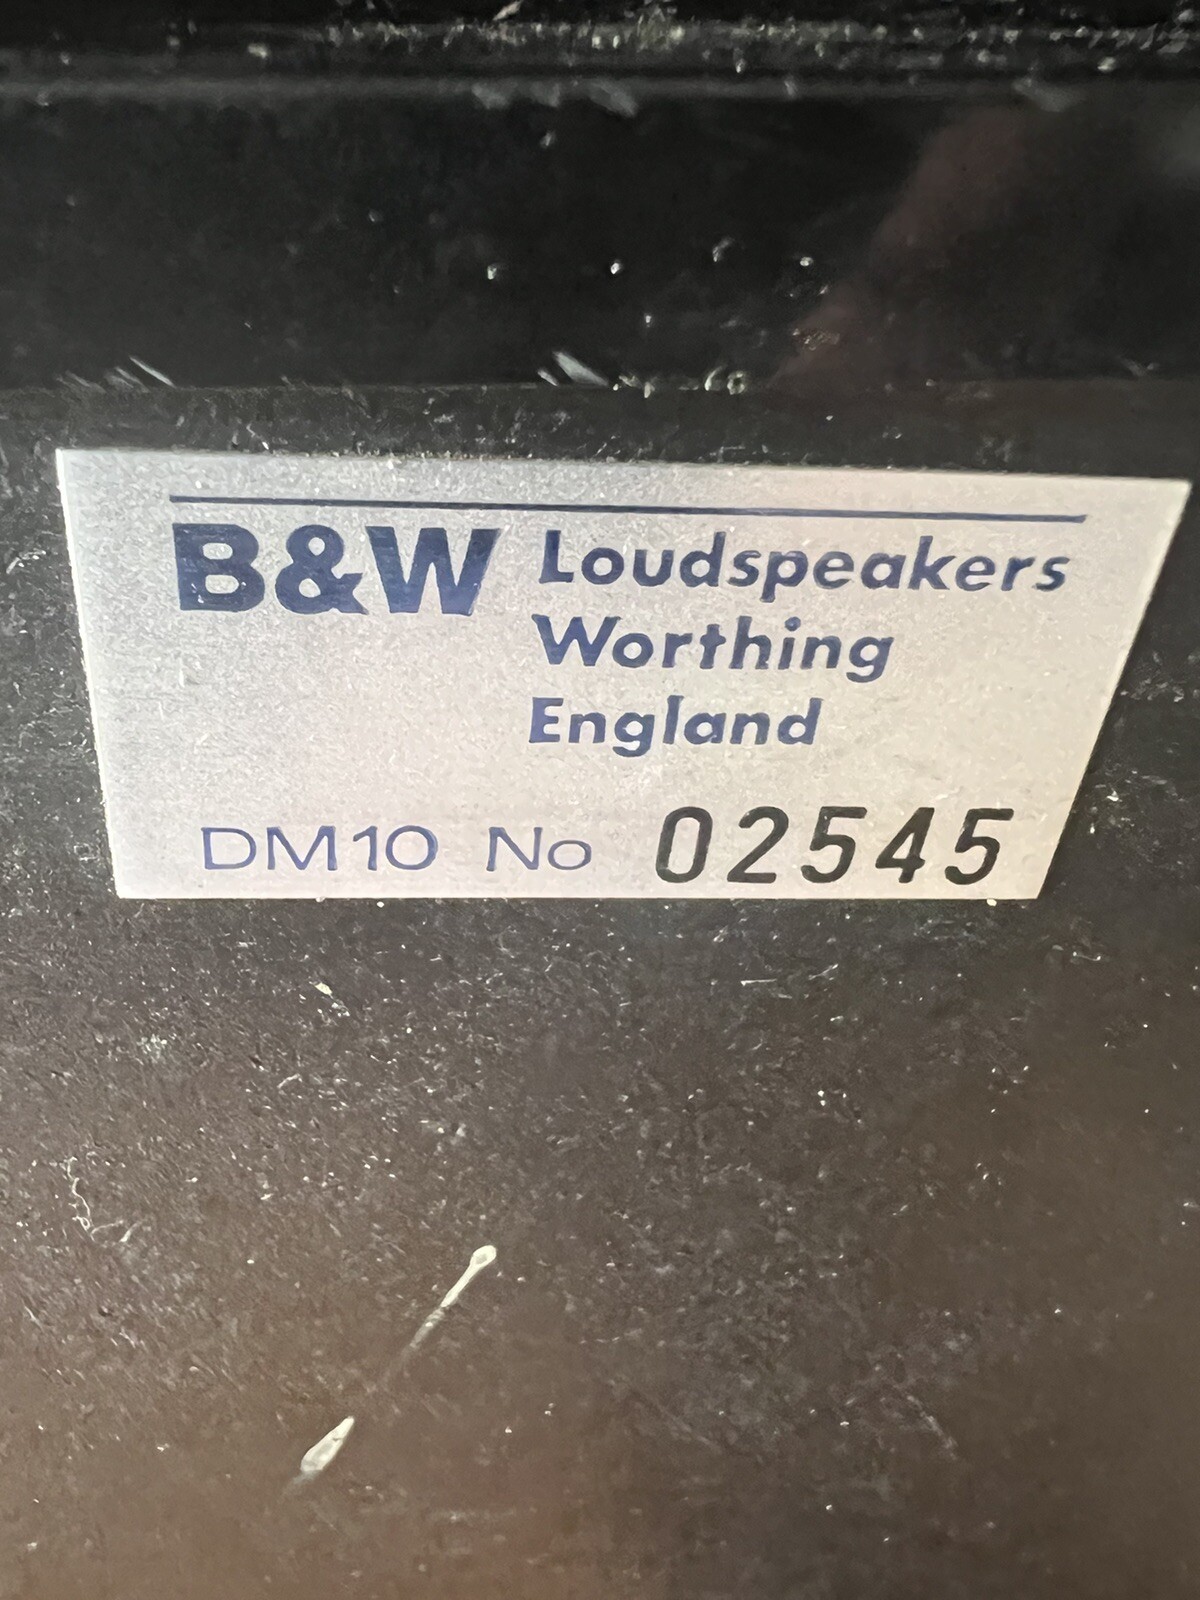 B&W Loudspeakers
Worthing
England
DM10 No 02545